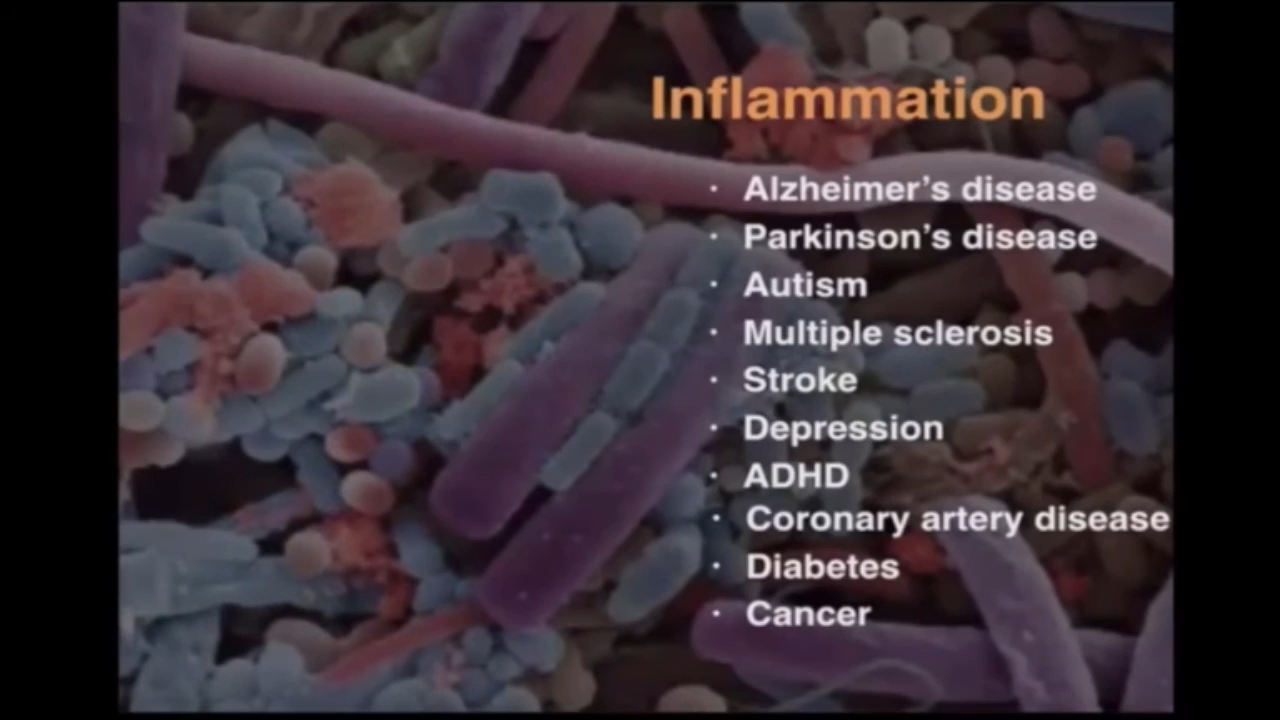 Inflammation
· Alzheimer’s disease
· Parkinson’s disease
· Autism
· Multiple sclerosis
· Stroke
· Depression
· ADHD
· Coronary artery disease
· Diabetes
· Cancer